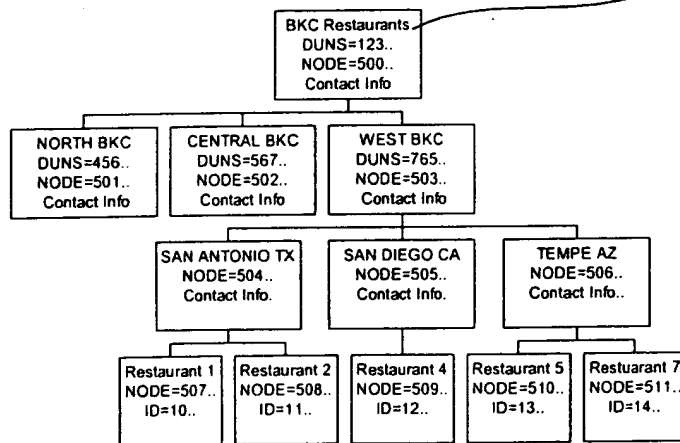 BKC Restaurants
DUNS=123..
NODE=500..
Contact Info
NORTH BKC
DUNS=456..
NODE=501..
Contact Info
CENTRAL BKC
DUNS=567..
NODE=502..
Contact Info
WEST BKC
DUNS=765..
NODE=503..
Contact Info
SAN ANTONIO TX
NODE=504..
Contact Info.
SAN DIEGO CA
NODE=505..
Contact Info.
TEMPE AZ
NODE=506..
Contact Info..
Restaurant 1
NODE=507..
ID=10..
Restaurant 2
NODE=508..
ID=11..
Restaurant 4
NODE=509..
ID=12..
Restaurant 5
NODE=510..
ID=13..
Restuarant 7
NODE=511..
ID=14..